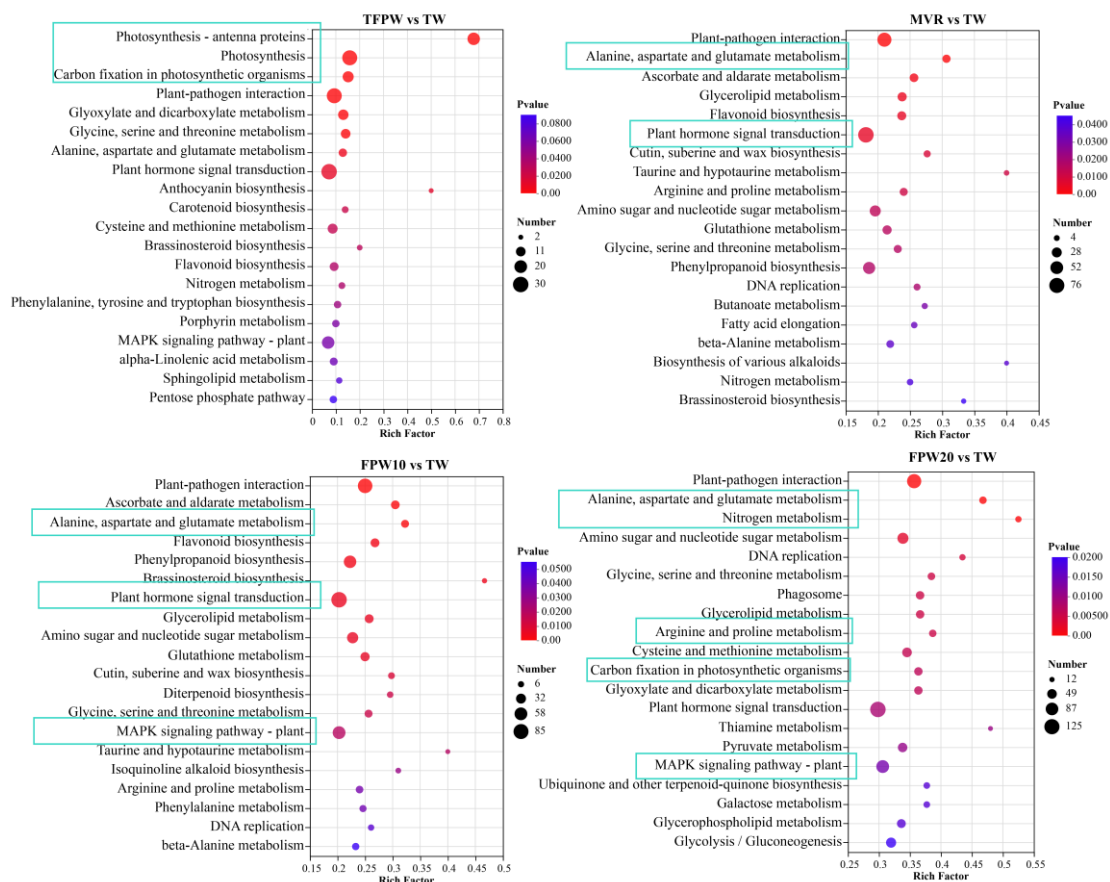 TFPW vs TW
Photosynthesis - antenna proteins
Photosynthesis
Carbon fixation in photosynthetic organisms
Plant-pathogen interaction
Glyoxylate and dicarboxylate metabolism
Glycine, serine and threonine metabolism
Alanine, aspartate and glutamate metabolism
Plant hormone signal transduction
Anthocyanin biosynthesis
Carotenoid biosynthesis
Cysteine and methionine metabolism
Brassinosteroid biosynthesis
Flavonoid biosynthesis
Nitrogen metabolism
Phenylalanine, tyrosine and tryptophan biosynthesis
Porphyrin metabolism
MAPK signaling pathway - plant
alpha-Linolenic acid metabolism
Sphingolipid metabolism
Pentose phosphate pathway
0 0.1 0.2 0.3 0.4 0.5 0.6 0.7 0.8
Rich Factor
Pvalue
0.0800
0.0600
0.0400
0.0200
0.00
Number
2
11
20
30
MVR vs TW
Plant-pathogen interaction
Alanine, aspartate and glutamate metabolism
Ascorbate and aldarate metabolism
Glycerolipid metabolism
Flavonoid biosynthesis
Plant hormone signal transduction
Cutin, suberine and wax biosynthesis
Taurine and hypotaurine metabolism
Arginine and proline metabolism
Amino sugar and nucleotide sugar metabolism
Glutathione metabolism
Glycine, serine and threonine metabolism
Phenylpropanoid biosynthesis
DNA replication
Butanoate metabolism
Fatty acid elongation
beta-Alanine metabolism
Biosynthesis of various alkaloids
Nitrogen metabolism
Brassinosteroid biosynthesis
0.15 0.2 0.25 0.3 0.35 0.4 0.45
Rich Factor
Pvalue
0.0400
0.0300
0.0200
0.0100
0.00
Number
4
28
52
76
FPW10 vs TW
Plant-pathogen interaction
Ascorbate and aldarate metabolism
Alanine, aspartate and glutamate metabolism
Flavonoid biosynthesis
Phenylpropanoid biosynthesis
Brassinosteroid biosynthesis
Plant hormone signal transduction
Glycerolipid metabolism
Amino sugar and nucleotide sugar metabolism
Glutathione metabolism
Cutin, suberine and wax biosynthesis
Diterpenoid biosynthesis
Glycine, serine and threonine metabolism
MAPK signaling pathway - plant
Taurine and hypotaurine metabolism
Isoquinoline alkaloid biosynthesis
Arginine and proline metabolism
Phenylalanine metabolism
DNA replication
beta-Alanine metabolism
0.15 0.2 0.25 0.3 0.35 0.4 0.45 0.5
Rich Factor
Pvalue
0.0500
0.0400
0.0300
0.0200
0.0100
0.00
Number
6
32
58
85
FPW20 vs TW
Plant-pathogen interaction
Alanine, aspartate and glutamate metabolism
Nitrogen metabolism
Amino sugar and nucleotide sugar metabolism
DNA replication
Glycine, serine and threonine metabolism
Phagosome
Glycerolipid metabolism
Arginine and proline metabolism
Cysteine and methionine metabolism
Carbon fixation in photosynthetic organisms
Glyoxylate and dicarboxylate metabolism
Plant hormone signal transduction
Thiamine metabolism
Pyruvate metabolism
MAPK signaling pathway - plant
Ubiquinone and other terpenoid-quinone biosynthesis
Galactose metabolism
Glycerophospholipid metabolism
Glycolysis / Gluconeogenesis
0.25 0.3 0.35 0.4 0.45 0.5 0.55
Rich Factor
Pvalue
0.0200
0.0150
0.0100
0.00500
0.00
Number
12
49
87
125